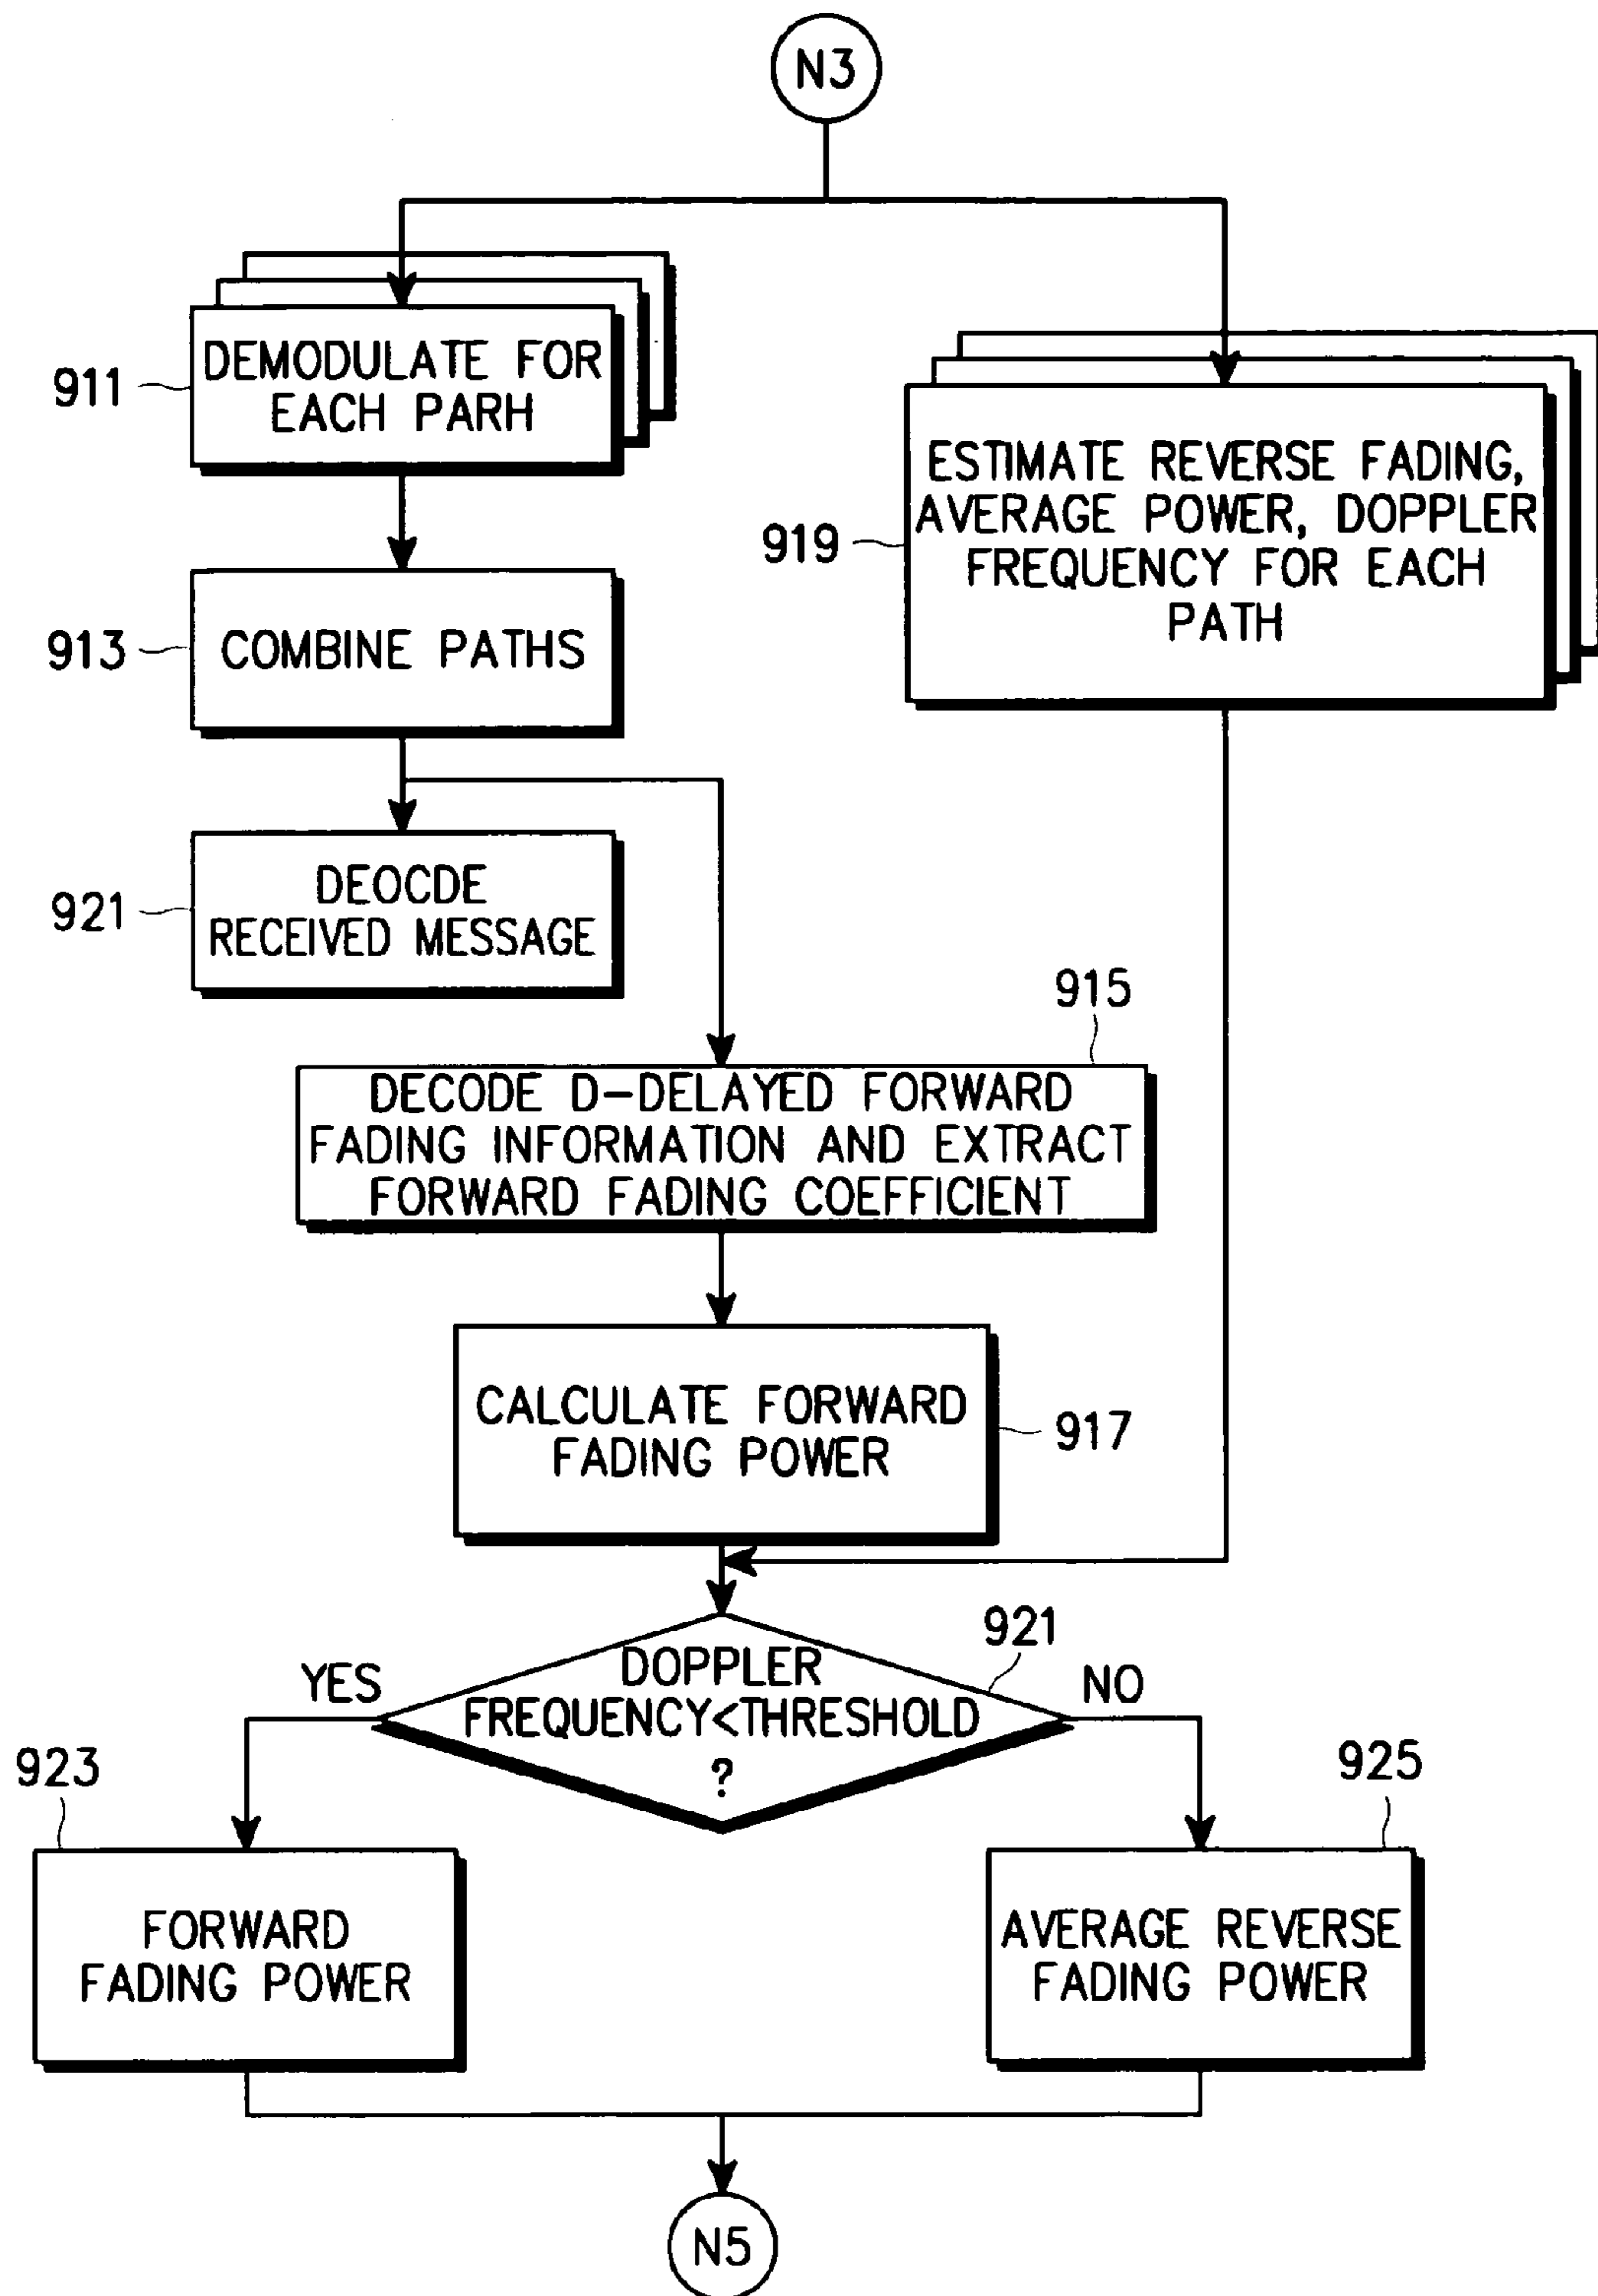 N3
911
DEMODULATE FOR
EACH PARH
919
ESTIMATE REVERSE FADING,
AVERAGE POWER, DOPPLER
FREQUENCY FOR EACH
PATH
913
COMBINE PATHS
921
DEOCDE
RECEIVED MESSAGE
915
DECODE D-DELAYED FORWARD
FADING INFORMATION AND EXTRACT
FORWARD FADING COEFFICIENT
CALCULATE FORWARD
FADING POWER
917
921
YES
DOPPLER
FREQUENCY<THRESHOLD
?
NO
923
FORWARD
FADING POWER
925
AVERAGE REVERSE
FADING POWER
N5